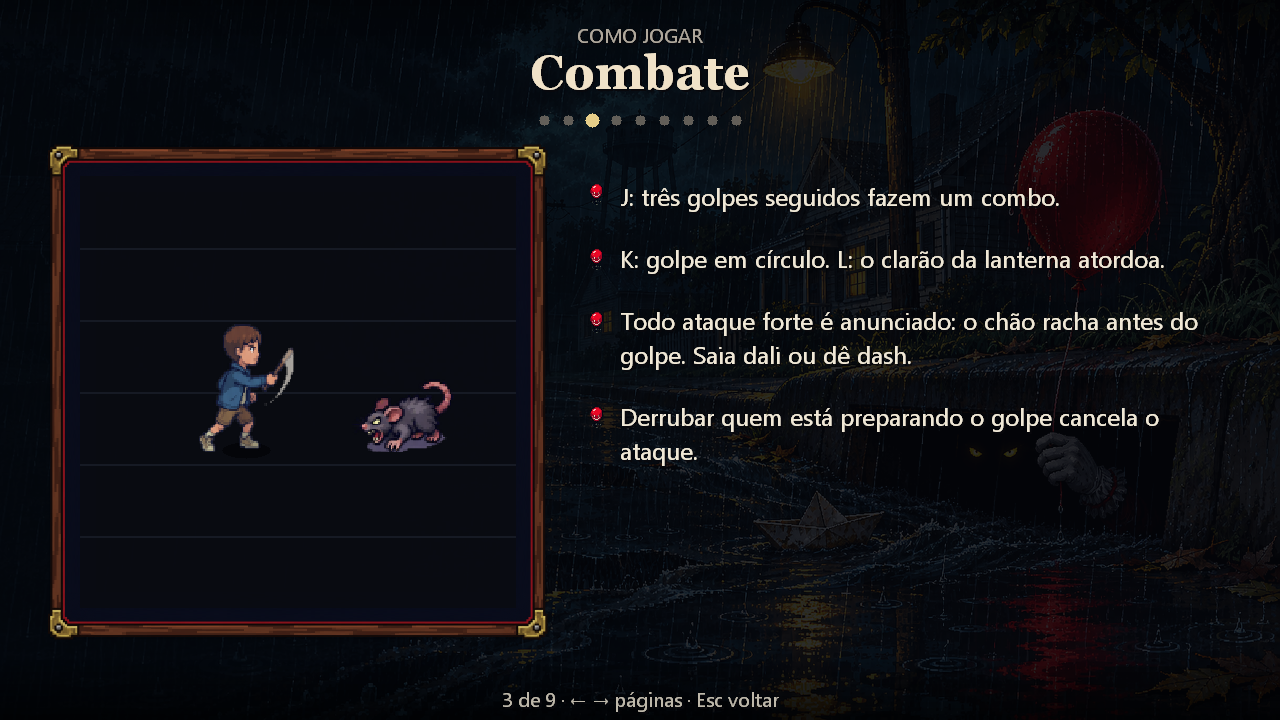 COMO JOGAR
Combate
J: três golpes seguidos fazem um combo.
K: golpe em círculo. L: o clarão da lanterna atordoa.
Todo ataque forte é anunciado: o chão racha antes do
golpe. Saia dali ou dê dash.
Derrubar quem está preparando o golpe cancela o
ataque.
3 de 9 · ← → páginas · Esc voltar